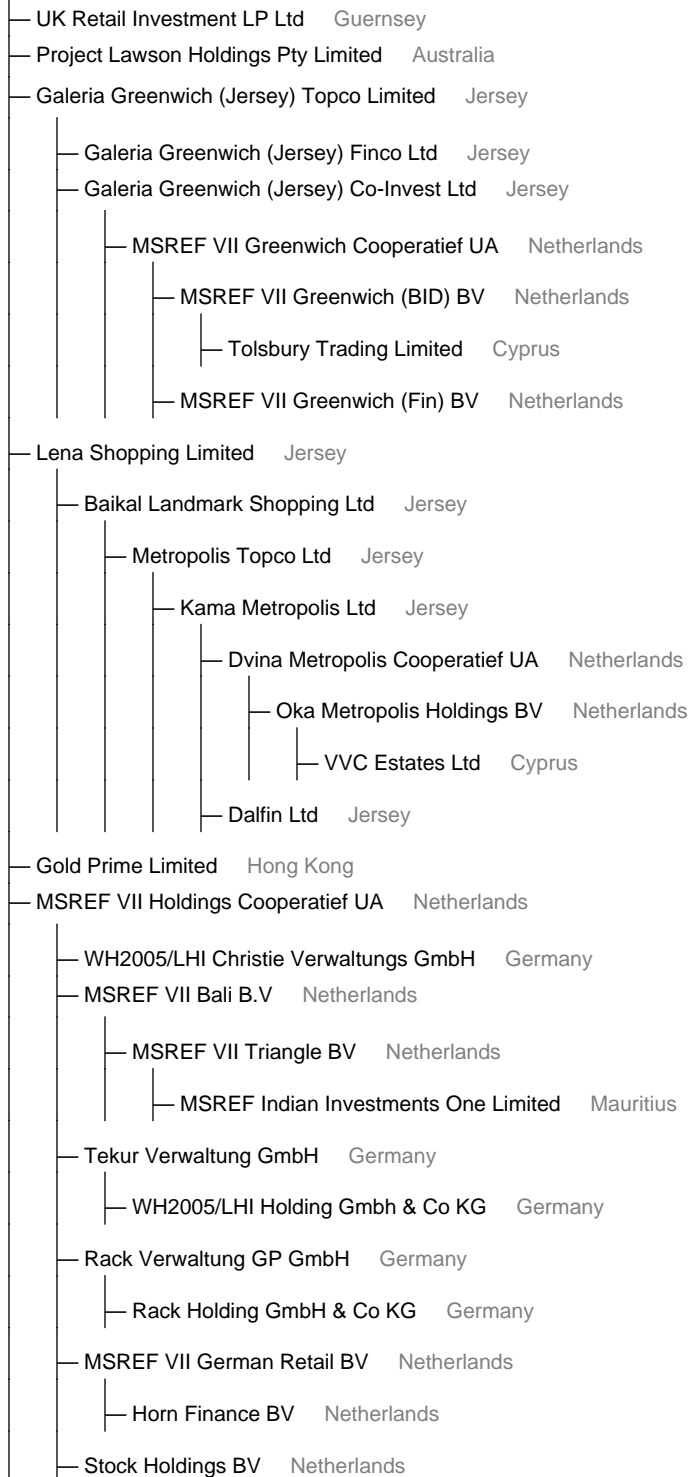 UK Retail Investment LP Ltd Guernsey
Project Lawson Holdings Pty Limited Australia
Galeria Greenwich (Jersey) Topco Limited Jersey
Galeria Greenwich (Jersey) Finco Ltd Jersey
Galeria Greenwich (Jersey) Co-Invest Ltd Jersey
MSREF VII Greenwich Cooperatief UA Netherlands
MSREF VII Greenwich (BID) BV Netherlands
Tolsbury Trading Limited Cyprus
MSREF VII Greenwich (Fin) BV Netherlands
Lena Shopping Limited Jersey
Baikal Landmark Shopping Ltd Jersey
Metropolis Topco Ltd Jersey
Kama Metropolis Ltd Jersey
Dvina Metropolis Cooperatief UA Netherlands
Oka Metropolis Holdings BV Netherlands
VVC Estates Ltd Cyprus
Dalfin Ltd Jersey
Gold Prime Limited Hong Kong
MSREF VII Holdings Cooperatief UA Netherlands
WH2005/LHI Christie Verwaltungs GmbH Germany
MSREF VII Bali B.V Netherlands
MSREF VII Triangle BV Netherlands
MSREF Indian Investments One Limited Mauritius
Tekur Verwaltung GmbH Germany
WH2005/LHI Holding Gmbh & Co KG Germany
Rack Verwaltung GP GmbH Germany
Rack Holding GmbH & Co KG Germany
MSREF VII German Retail BV Netherlands
Horn Finance BV Netherlands
Stock Holdings BV Netherlands